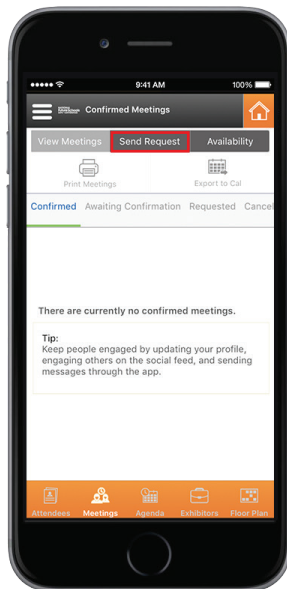 9:41 AM
100%
Confirmed Meetings
View Meetings Send Request Availability
Print Meetings Export to Cal
Confirmed Awaiting Confirmation Requested Cancel
There are currently no confirmed meetings.
Tip:
Keep people engaged by updating your profile,
engaging others on the social feed, and sending
messages through the app.
Attendees Meetings Agenda Exhibitors Floor Plan